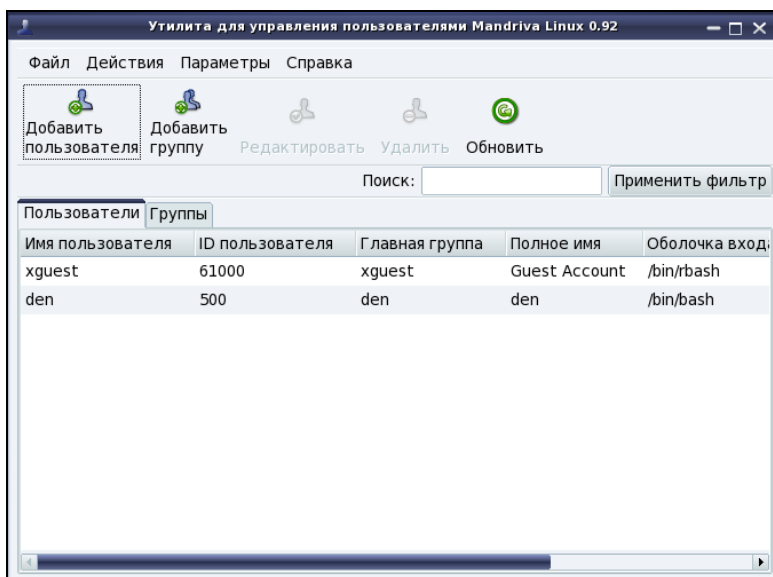 Утилита для управления пользователями Mandriva Linux 0.92
Файл Действия Параметры Справка
Добавить пользователя
Добавить группу
Редактировать
Удалить
Обновить
Поиск:
Применить фильтр
Пользователи Группы
Имя пользователя ID пользователя Главная группа Полное имя Оболочка входа
xguest 61000 xguest Guest Account /bin/rbash
den 500 den den /bin/bash